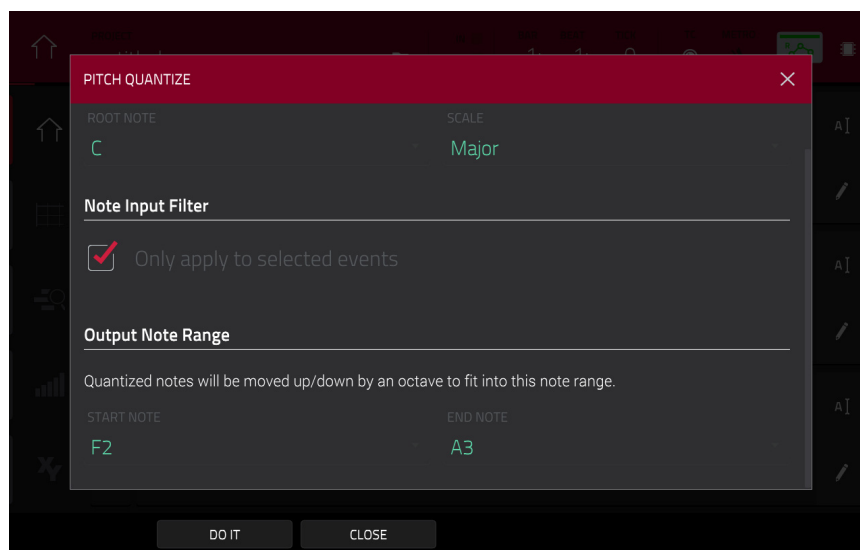 PITCH QUANTIZE
ROOT NOTE SCALE
C Major
Note Input Filter
Only apply to selected events
Output Note Range
Quantized notes will be moved up/down by an octave to fit into this note range.
START NOTE END NOTE
F2 A3
DO IT CLOSE